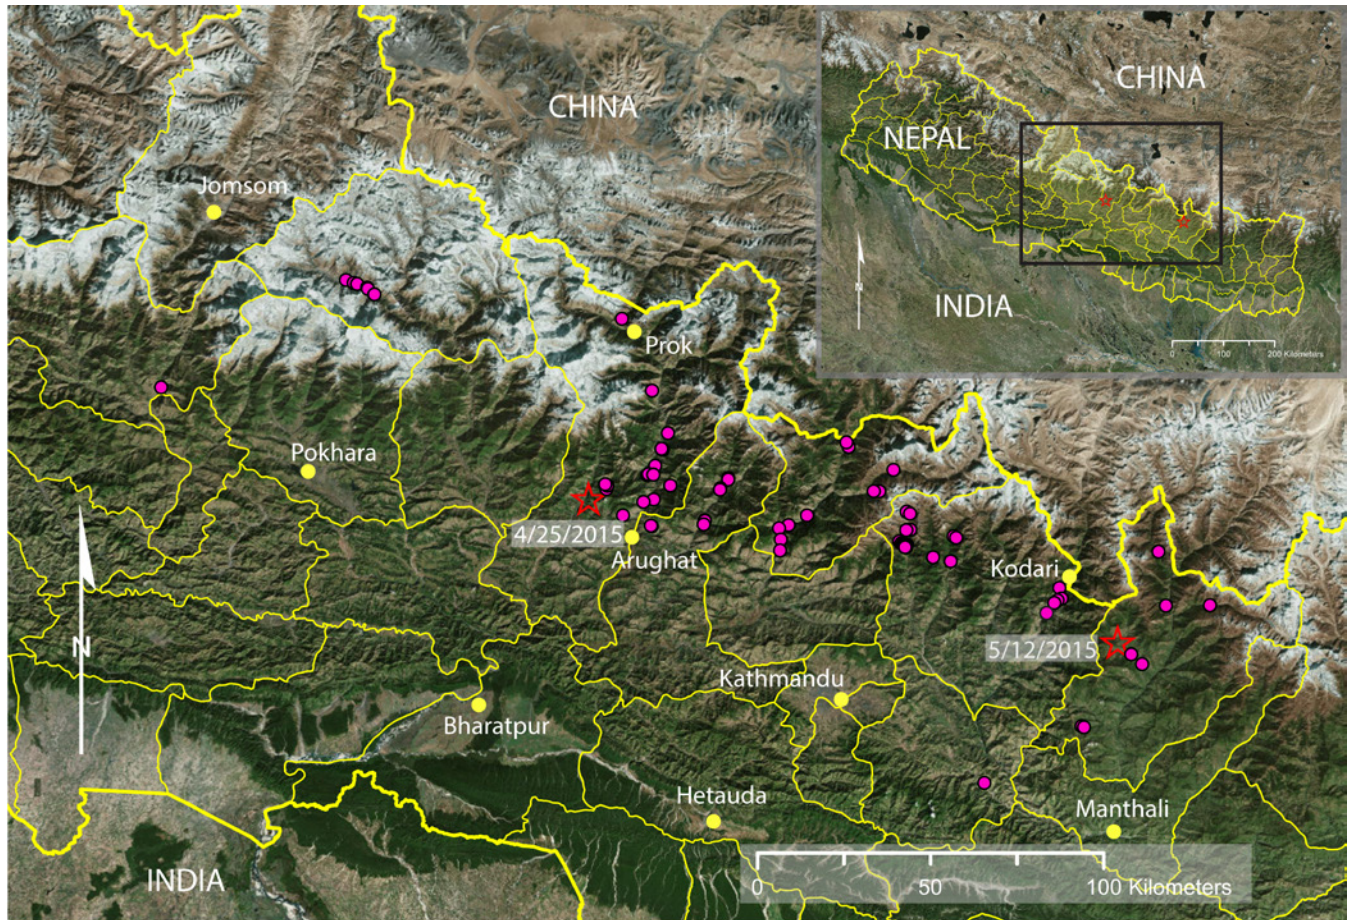 CHINA
Jomsom
Prok
Pokhara
4/25/2015
Arughat
Kodari
5/12/2015
N
Kathmandu
Bharatpur
Hetauda
Manthali
INDIA
0 50 100 Kilometers
CHINA
NEPAL
INDIA
N
0 100 200 Kilometers